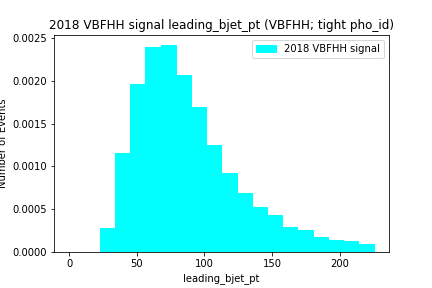 2018 VBFHH signal leading_bjet_pt (VBFHH; tight pho_id)
2018 VBFHH signal
0.0025
0.0020
0.0015
0.0010
0.0005
0.0000
Number of Events
0 50 100 150 200
leading_bjet_pt